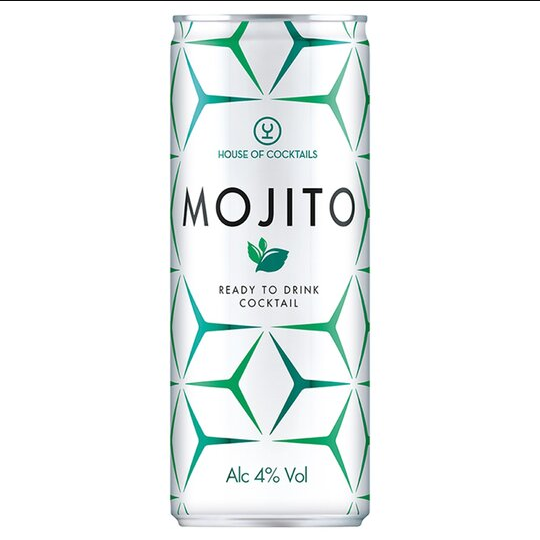 HOUSE OF COCKTAILS
MOJITO
READY TO DRINK
COCKTAIL
Alc 4% Vol